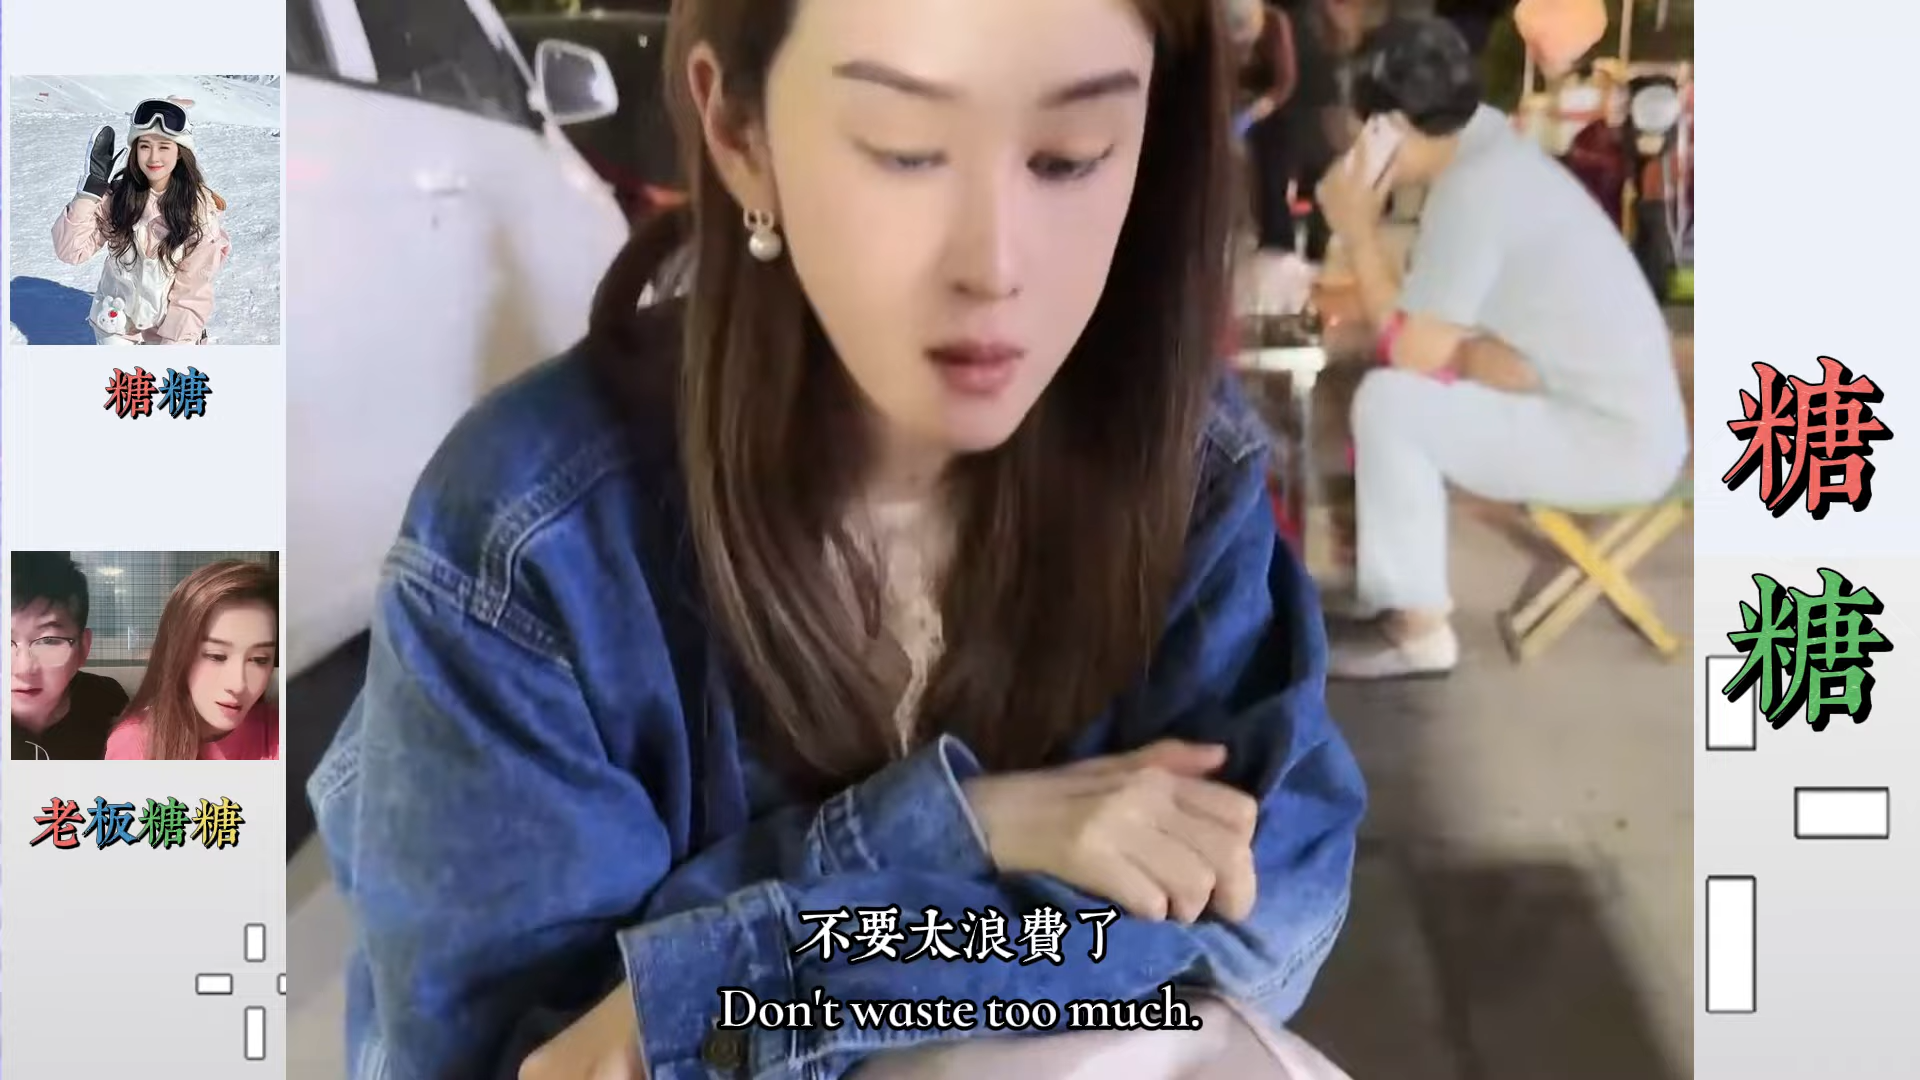 糖糖
老板糖糖
不要太浪費了
Don't waste too much.
糖
糖